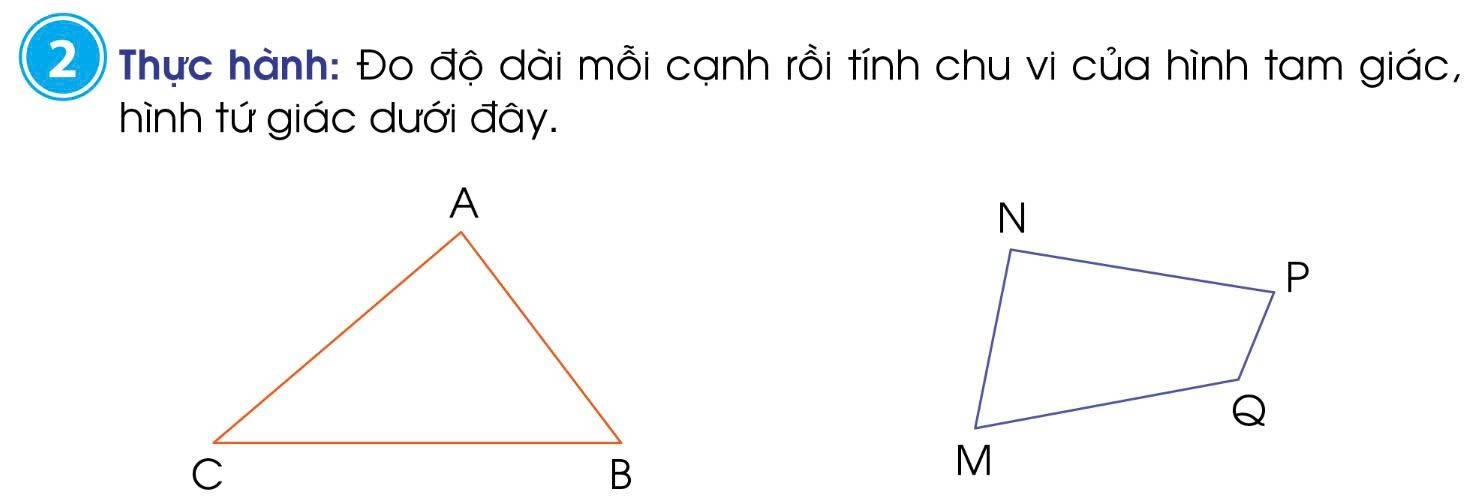 2 Thực hành: Đo độ dài mỗi cạnh rồi tính chu vi của hình tam giác,
hình tứ giác dưới đây.
A
N
P
Q
C
B
M